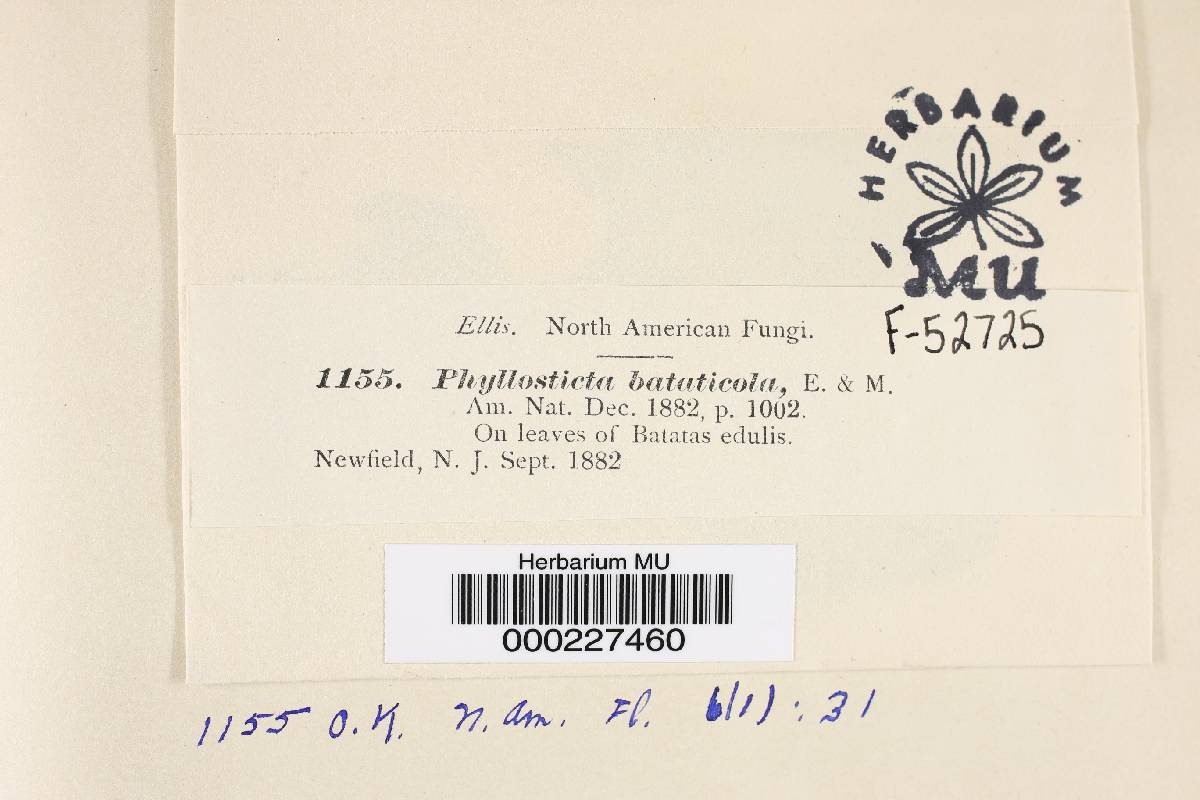 HERBARIUM
MU
F-52725
Ellis. North American Fungi.
1155. Phyllosticta bataticola, E. & M.
Am. Nat. Dec. 1882, p. 1002.
On leaves of Batatas edulis.
Newfield, N. J. Sept. 1882
Herbarium MU
000227460
1155 O.K. N. Am. Fl. 6(1):31